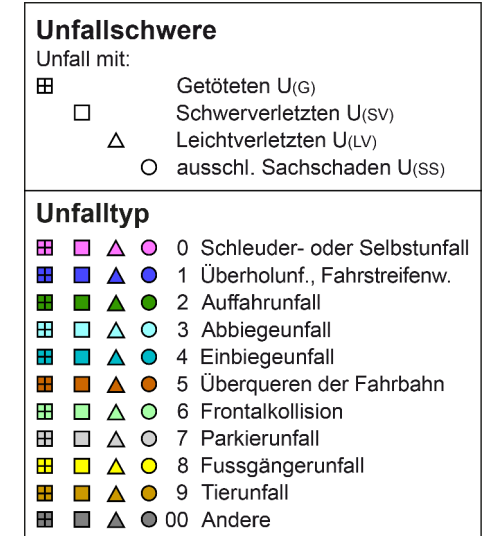 Unfallschwere
Unfall mit:
Getöteten U(G)
Schwerverletzten U(SV)
Leichtverletzten U(LV)
ausschl. Sachschaden U(SS)
Unfalltyp
0 Schleuder- oder Selbstunfall
1 Überholunf., Fahrstreifenw.
2 Auffahrunfall
3 Abbiegeunfall
4 Einbiegeunfall
5 Überqueren der Fahrbahn
6 Frontalkollision
7 Parkierunfall
8 Fussgängerunfall
9 Tierunfall
00 Andere